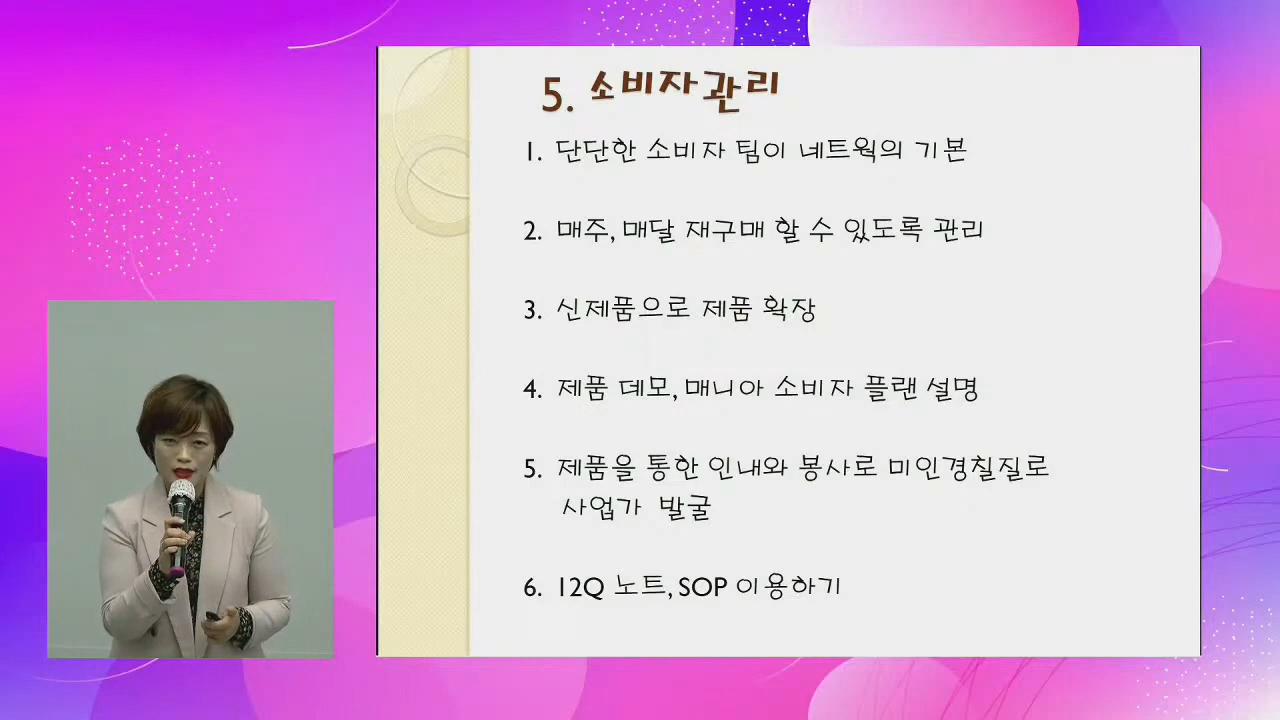 5. 소비자관리
1. 단단한 소비자 팀이 네트웍의 기본
2. 매주, 매달 재구매 할 수 있도록 관리
3. 신제품으로 제품 확장
4. 제품 데모, 매니아 소비자 플랜 설명
5. 제품을 통한 인내와 봉사로 미인경칠질로
사업가 발굴
6. 12Q 노트, SOP 이용하기